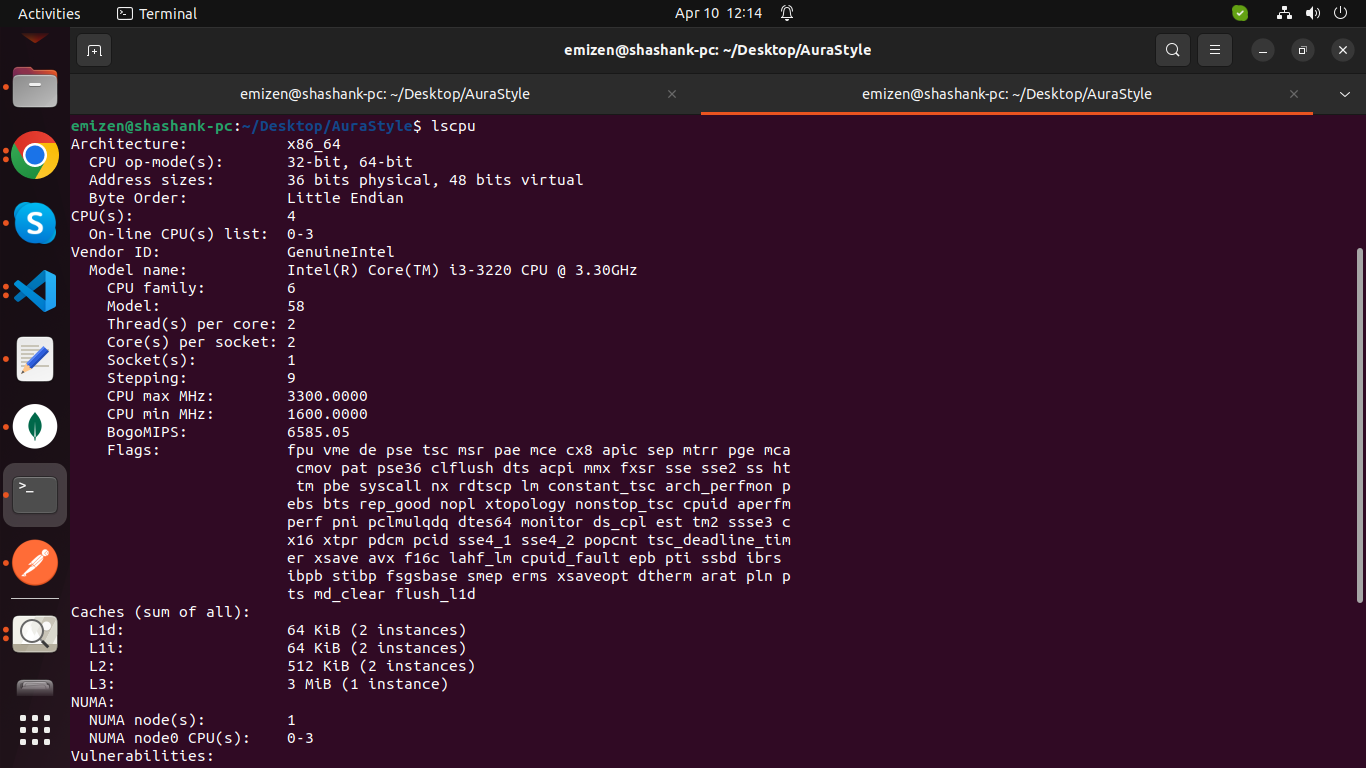 Activities
Terminal
Apr 10 12:14
emizen@shashank-pc: ~/Desktop/AuraStyle
emizen@shashank-pc: ~/Desktop/AuraStyle
emizen@shashank-pc: ~/Desktop/AuraStyle
emizen@shashank-pc:~/Desktop/AuraStyle$ lscpu
Architecture: x86_64
CPU op-mode(s): 32-bit, 64-bit
Address sizes: 36 bits physical, 48 bits virtual
Byte Order: Little Endian
CPU(s): 4
On-line CPU(s) list: 0-3
Vendor ID: GenuineIntel
Model name: Intel(R) Core(TM) i3-3220 CPU @ 3.30GHz
CPU family: 6
Model: 58
Thread(s) per core: 2
Core(s) per socket: 2
Socket(s): 1
Stepping: 9
CPU max MHz: 3300.0000
CPU min MHz: 1600.0000
BogoMIPS: 6585.05
Flags: fpu vme de pse tsc msr pae mce cx8 apic sep mtrr pge mca
cmov pat pse36 clflush dts acpi mmx fxsr sse sse2 ss ht
tm pbe syscall nx rdtscp lm constant_tsc arch_perfmon p
ebs bts rep_good nopl xtopology nonstop_tsc cpuid aperfm
perf pni pclmulqdq dtes64 monitor ds_cpl est tm2 ssse3 c
x16 xtpr pdcm pcid sse4_1 sse4_2 popcnt tsc_deadline_tim
er xsave avx f16c lahf_lm cpuid_fault epb pti ssbd ibrs
ibpb stibp fsgsbase smep erms xsaveopt dtherm arat pln p
ts md_clear flush_l1d
Caches (sum of all):
L1d: 64 KiB (2 instances)
L1i: 64 KiB (2 instances)
L2: 512 KiB (2 instances)
L3: 3 MiB (1 instance)
NUMA:
NUMA node(s): 1
NUMA node0 CPU(s): 0-3
Vulnerabilities: